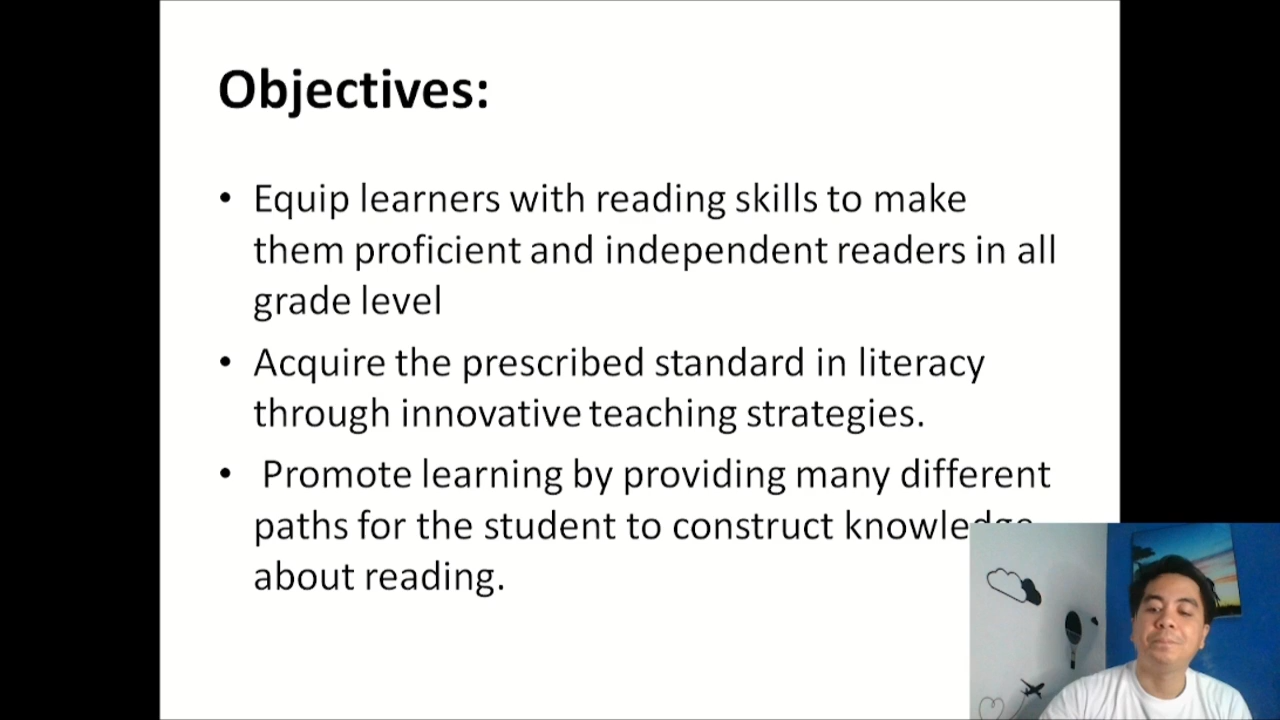 Objectives:
• Equip learners with reading skills to make
them proficient and independent readers in all
grade level
• Acquire the prescribed standard in literacy
through innovative teaching strategies.
• Promote learning by providing many different
paths for the student to construct knowledge
about reading.